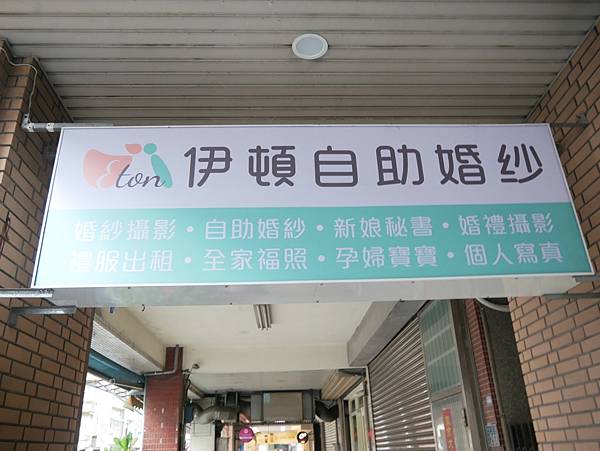 Eton 伊頓自助婚紗
婚紗攝影・自助婚紗・新娘秘書・婚禮攝影
禮服出租・全家福照・孕婦寶寶・個人寫真